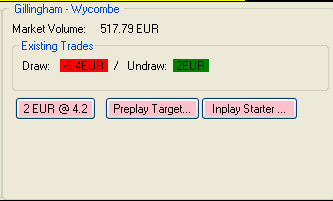 Gillingham - Wycombe
Market Volume: 517.79 EUR
Existing Trades
Draw: -6.4EUR / Undraw: 2EUR
2 EUR @ 4.2 Preplay Target... Inplay Starter ...